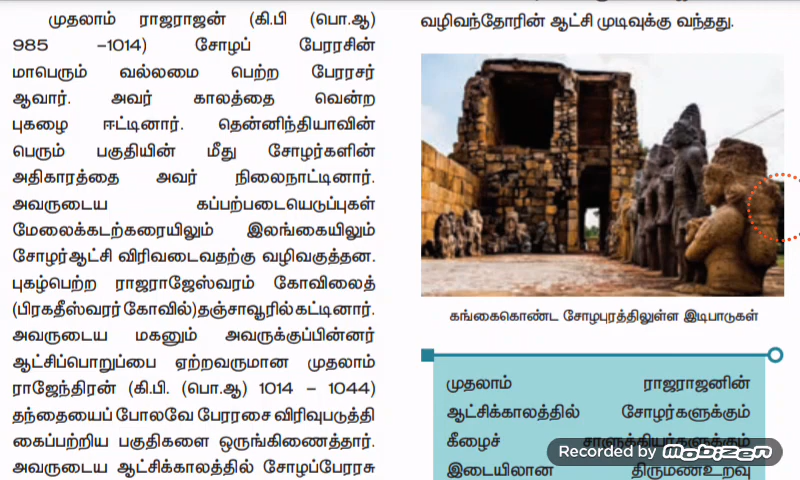 முதலாம் ராஜராஜன் (கி.பி (பொ.ஆ)
985 –1014) சோழப் பேரரசின்
மாபெரும் வல்லமை பெற்ற பேரரசர்
ஆவார். அவர் காலத்தை வென்ற
புகழை ஈட்டினார். தென்னிந்தியாவின்
பெரும் பகுதியின் மீது சோழர்களின்
அதிகாரத்தை அவர் நிலைநாட்டினார்.
அவருடைய கப்பற்படையெடுப்புகள்
மேலைக்கடற்கரையிலும் இலங்கையிலும்
சோழர்ஆட்சி விரிவடைவதற்கு வழிவகுத்தன.
புகழ்பெற்ற ராஜராஜேஸ்வரம் கோவிலைத்
(பிரகதீஸ்வரர் கோவில்) தஞ்சாவூரில் கட்டினார்.
அவருடைய மகனும் அவருக்குப்பின்னர்
ஆட்சிப்பொறுப்பை ஏற்றவருமான முதலாம்
ராஜேந்திரன் (கி.பி. (பொ.ஆ) 1014 – 1044)
தந்தையைப் போலவே பேரரசை விரிவுபடுத்தி
கைப்பற்றிய பகுதிகளை ஒருங்கிணைத்தார்.
அவருடைய ஆட்சிக்காலத்தில் சோழப்பேரரசு
வழிவந்தோரின் ஆட்சி முடிவுக்கு வந்தது.
கங்கைகொண்ட சோழபுரத்திலுள்ள இடிபாடுகள்
முதலாம் ராஜராஜனின்
ஆட்சிக்காலத்தில் சோழர்களுக்கும்
கீழைச் சாளுக்கியர்களுக்கும்
இடையிலான திருமணஉறவு
Recorded by mobizen